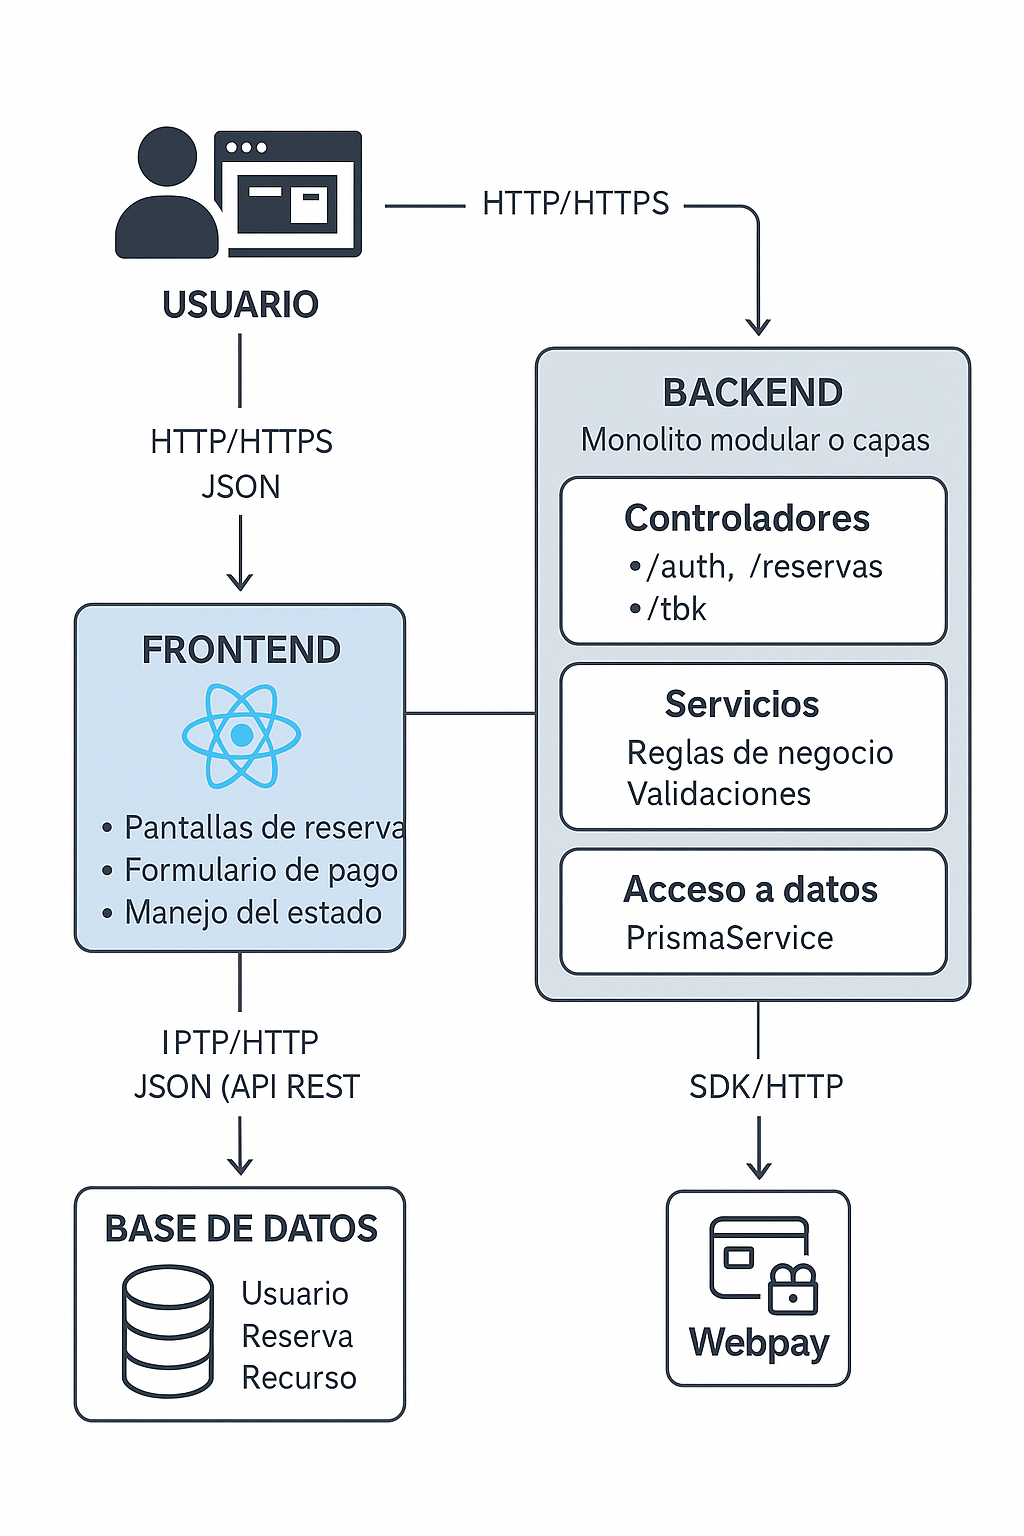 USUARIO
HTTP/HTTPS
HTTP/HTTPS
JSON
FRONTEND
• Pantallas de reserva
• Formulario de pago
• Manejo del estado
BACKEND
Monolito modular o capas
Controladores
• /auth, /reservas
• /tbk
Servicios
Reglas de negocio
Validaciones
Acceso a datos
PrismaService
IPTP/HTTP
JSON (API REST
SDK/HTTP
BASE DE DATOS
Usuario
Reserva
Recurso
Webpay